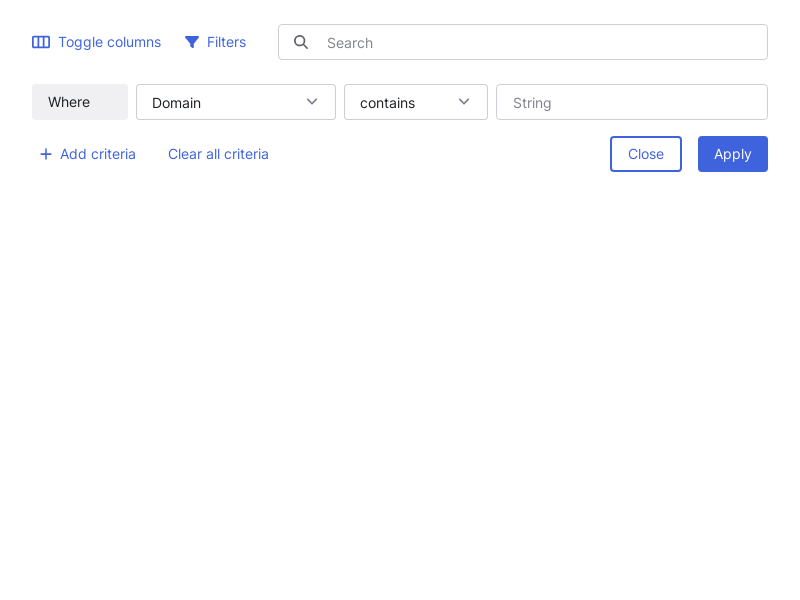 Toggle columns Filters Search
Where Domain contains String
Add criteria Clear all criteria Close Apply